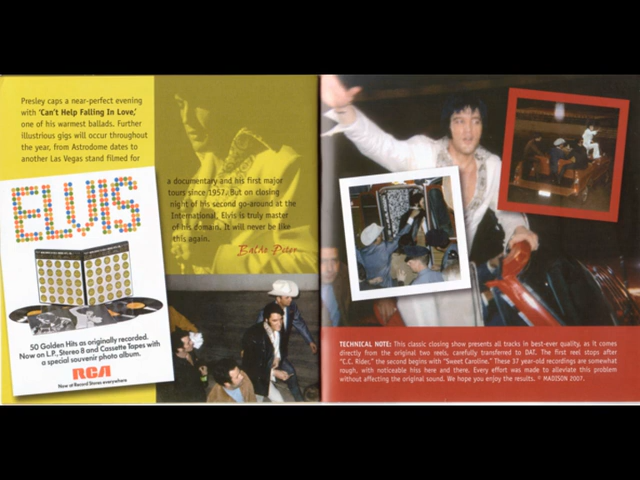 Presley caps a near-perfect evening
with 'Can't Help Falling In Love,'
one of his warmest ballads. Further
illustrious gigs will occur throughout
the year, from Astrodome dates to
another Las Vegas stand filmed for
a documentary and his first major
tours since 1957. But on closing
night of his second go-around at the
International, Elvis is truly master
of his domain. It will never be like
this again.
Baltho Peter
ELVIS
50 Golden Hits as originally recorded.
Now on L.P., Stereo 8 and Cassette Tapes with
a special souvenir photo album.
RCA
Now at Record Stores everywhere
TECHNICAL NOTE: This classic closing show presents all tracks in best-ever quality, as it comes
directly from the original two reels, carefully transferred to DAT. The first reel stops after
"C.C. Rider," the second begins with "Sweet Caroline." These 37 year-old recordings are somewhat
rough, with noticeable hiss here and there. Every effort was made to alleviate this problem
without affecting the original sound. We hope you enjoy the results. ® MADISON 2007.